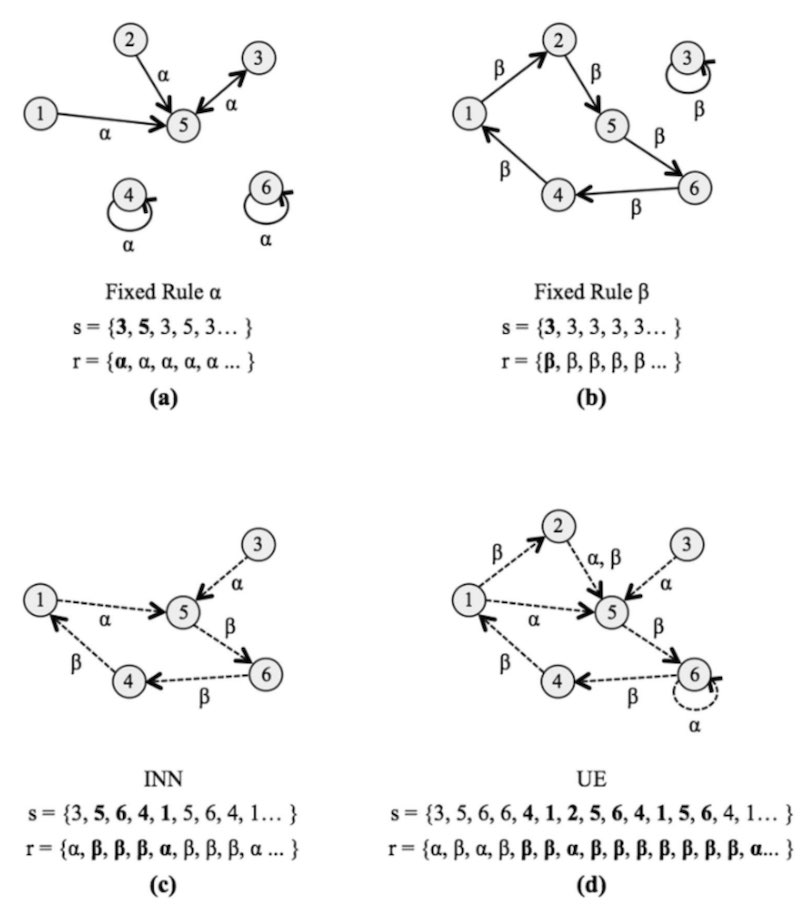 2
α
3
α
1
α
5
4
α
6
α
Fixed Rule α
s = {3, 5, 3, 5, 3… }
r = {α, α, α, α, α ... }
(a)
2
β
β
3
β
1
5
β
β
4
β
6
Fixed Rule β
s = {3, 3, 3, 3, 3… }
r = {β, β, β, β, β ... }
(b)
3
α
1
α
5
β
β
4
β
6
INN
s = {3, 5, 6, 4, 1, 5, 6, 4, 1… }
r = {α, β, β, β, α, β, β, β, α ... }
(c)
2
β
α, β
3
α
1
α
5
β
β
4
β
6
α
UE
s = {3, 5, 6, 6, 4, 1, 2, 5, 6, 4, 1, 5, 6, 4, 1… }
r = {α, β, α, β, β, β, α, β, β, β, β, β, β, β, α... }
(d)